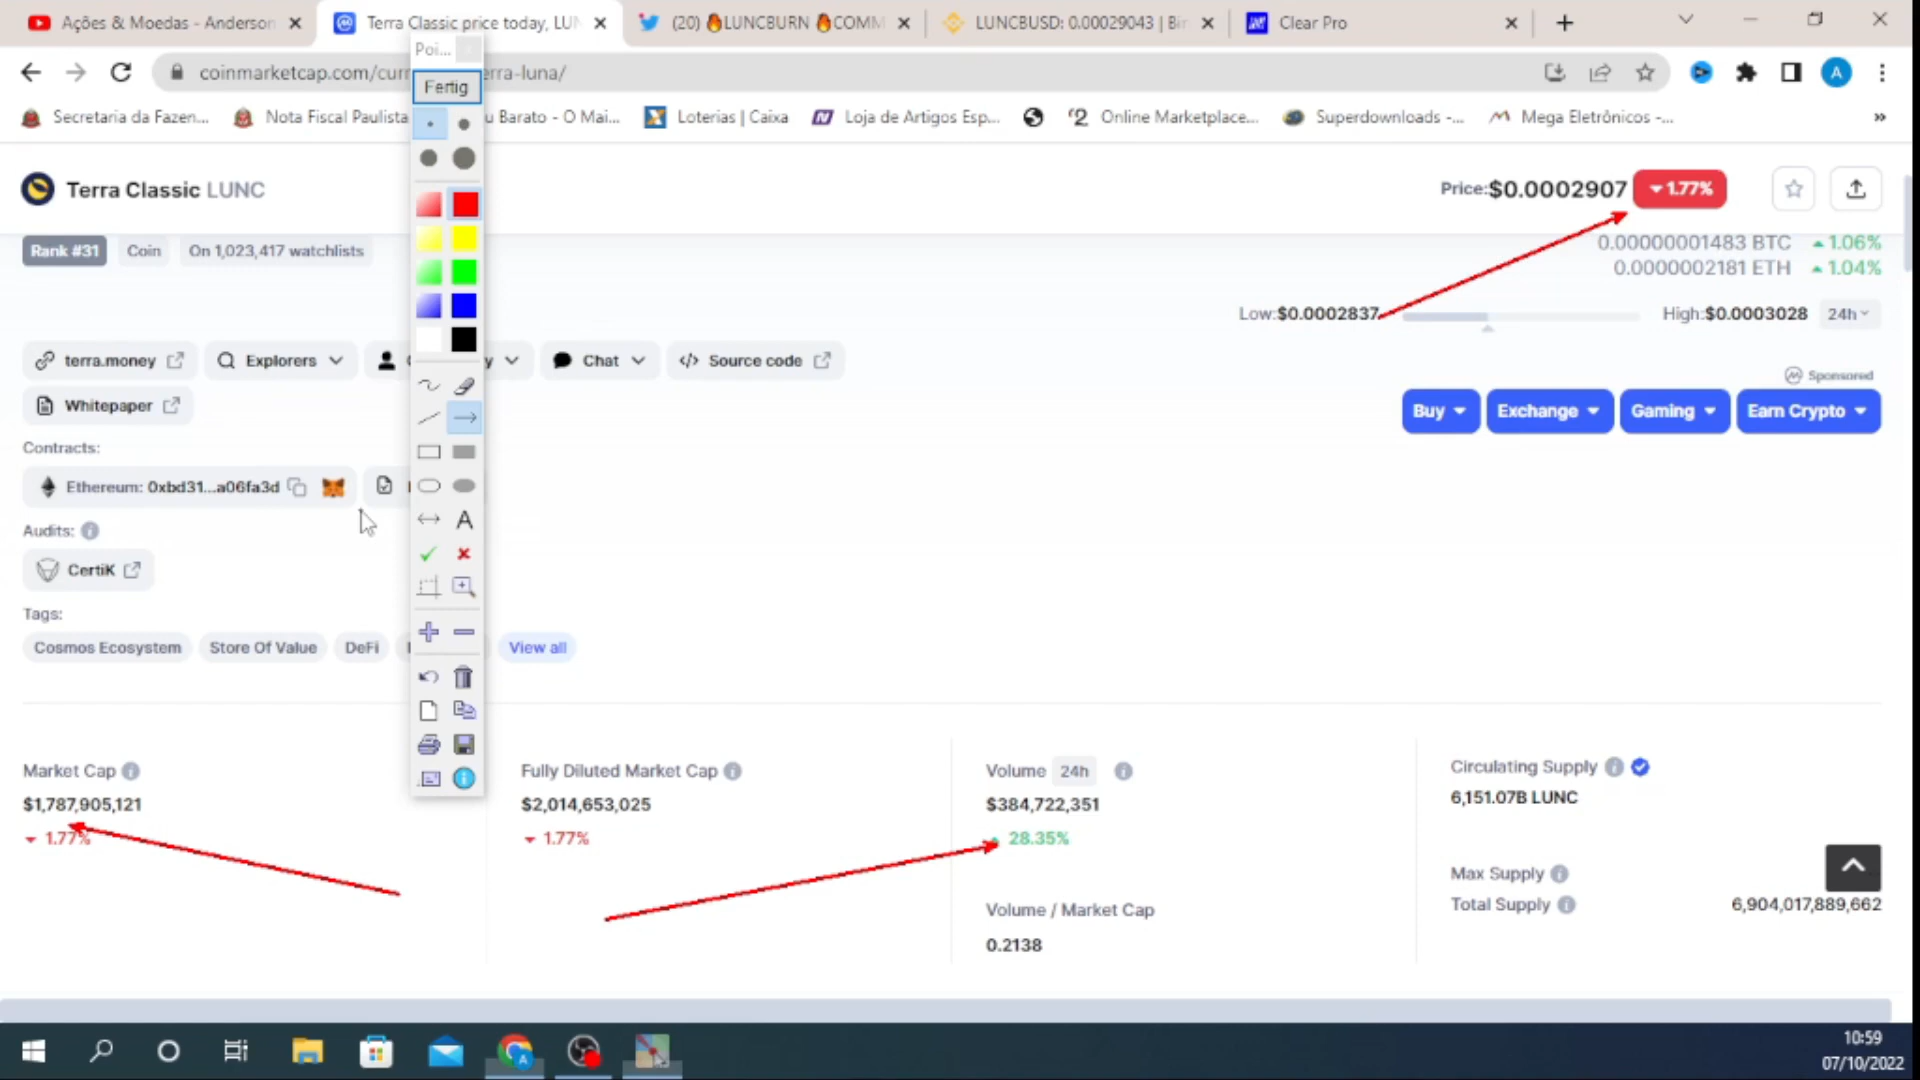 Ações & Moedas - Anderson
Terra Classic price today, LUN
(20) 🔥LUNCBURN 🔥COMM
LUNCBUSD: 0.00029043 | Bin
Clear Pro
Poi...
coinmarketcap.com/curr
erra-luna/
Fertig
Secretaria da Fazen...
Nota Fiscal Paulista
u Barato - O Mai...
Loterias | Caixa
Loja de Artigos Esp...
Online Marketplace...
Superdownloads -...
Mega Eletrônicos -...
»
Terra Classic LUNC
Price:$0.0002907
1.77%
Rank #31
Coin
On 1,023,417 watchlists
0.00000001483 BTC 1.06%
0.0000002181 ETH 1.04%
Low:$0.0002837
High:$0.0003028
24h
terra.money
Explorers
y
Chat
</> Source code
Sponsored
Whitepaper
Buy
Exchange
Gaming
Earn Crypto
Contracts:
Ethereum: 0xbd31...a06fa3d
Audits:
A
CertiK
Tags:
Cosmos Ecosystem
Store Of Value
DeFi
View all
Market Cap
$1,787,905,121
1.77%
Fully Diluted Market Cap
$2,014,653,025
1.77%
Volume 24h
$384,722,351
28.35%
Volume / Market Cap
0.2138
Circulating Supply
6,151.07B LUNC
Max Supply
Total Supply
6,904,017,889,662
10:59
07/10/2022